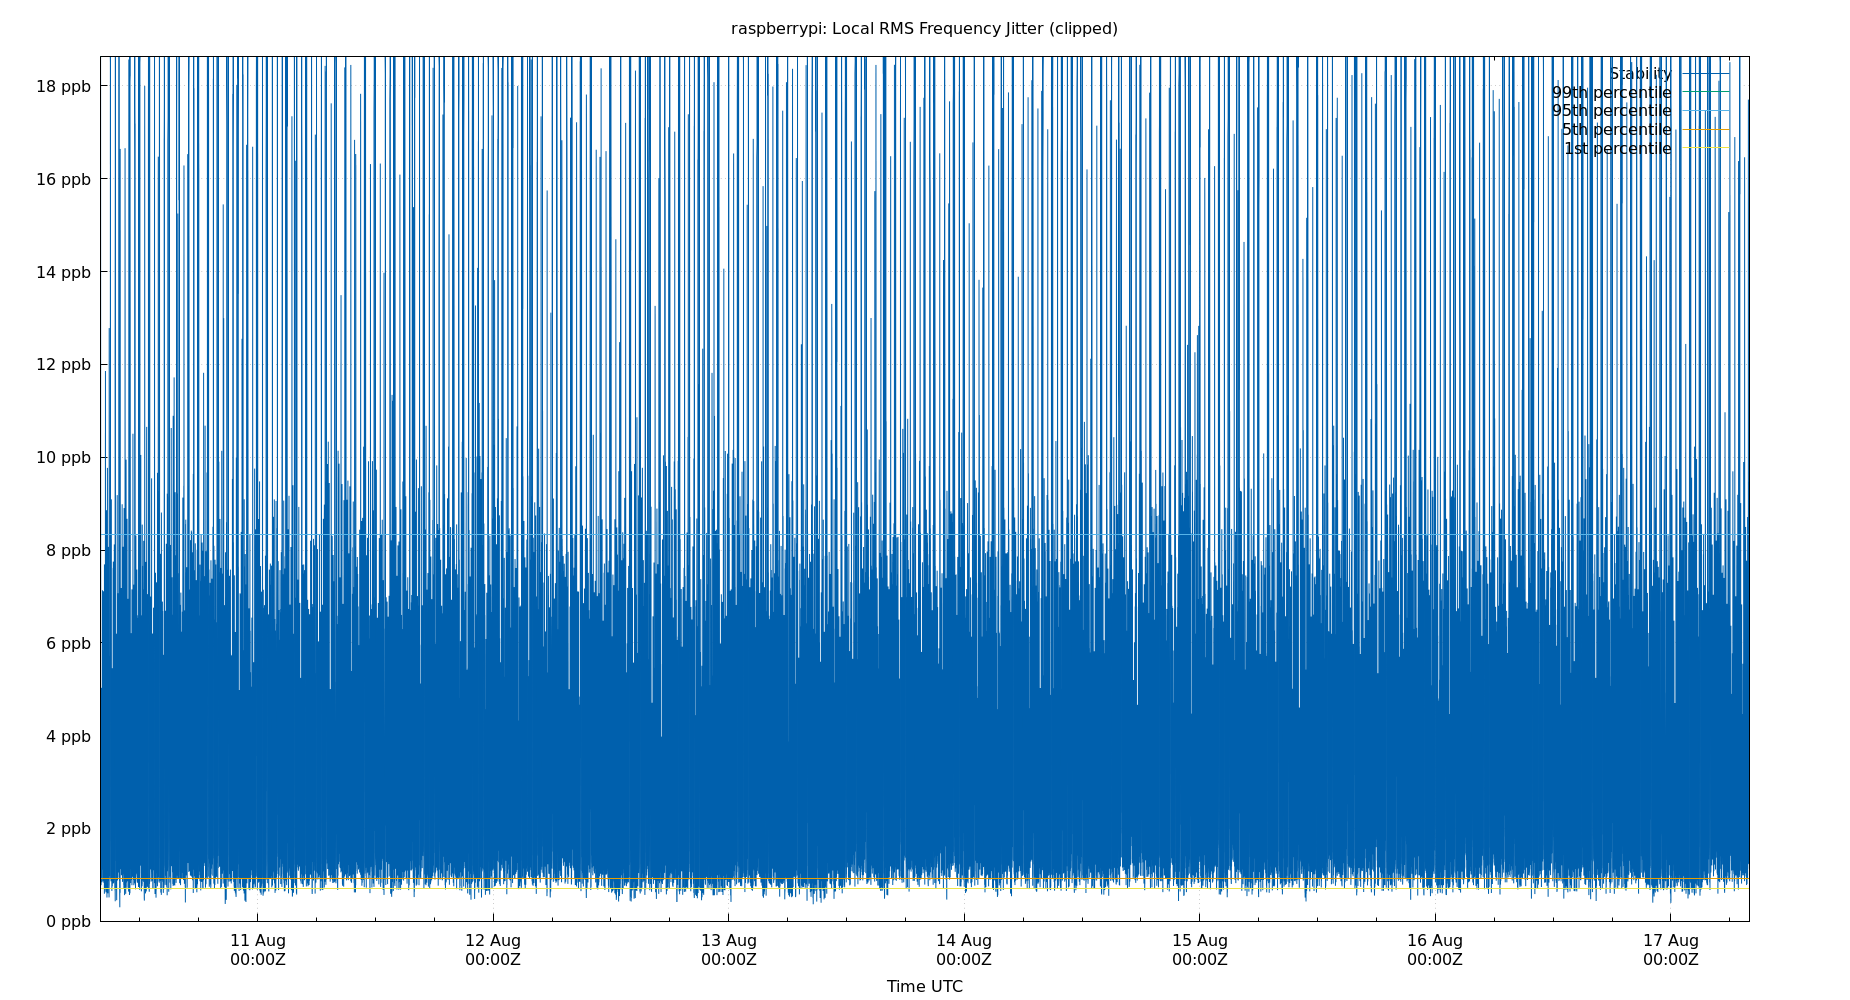 raspberrypi: Local RMS Frequency Jitter (clipped)
18 ppb
16 ppb
14 ppb
12 ppb
10 ppb
8 ppb
6 ppb
4 ppb
2 ppb
0 ppb
Stability
99th percentile
95th percentile
5th percentile
1st percentile
11 Aug
00:00Z
12 Aug
00:00Z
13 Aug
00:00Z
14 Aug
00:00Z
15 Aug
00:00Z
16 Aug
00:00Z
17 Aug
00:00Z
Time UTC